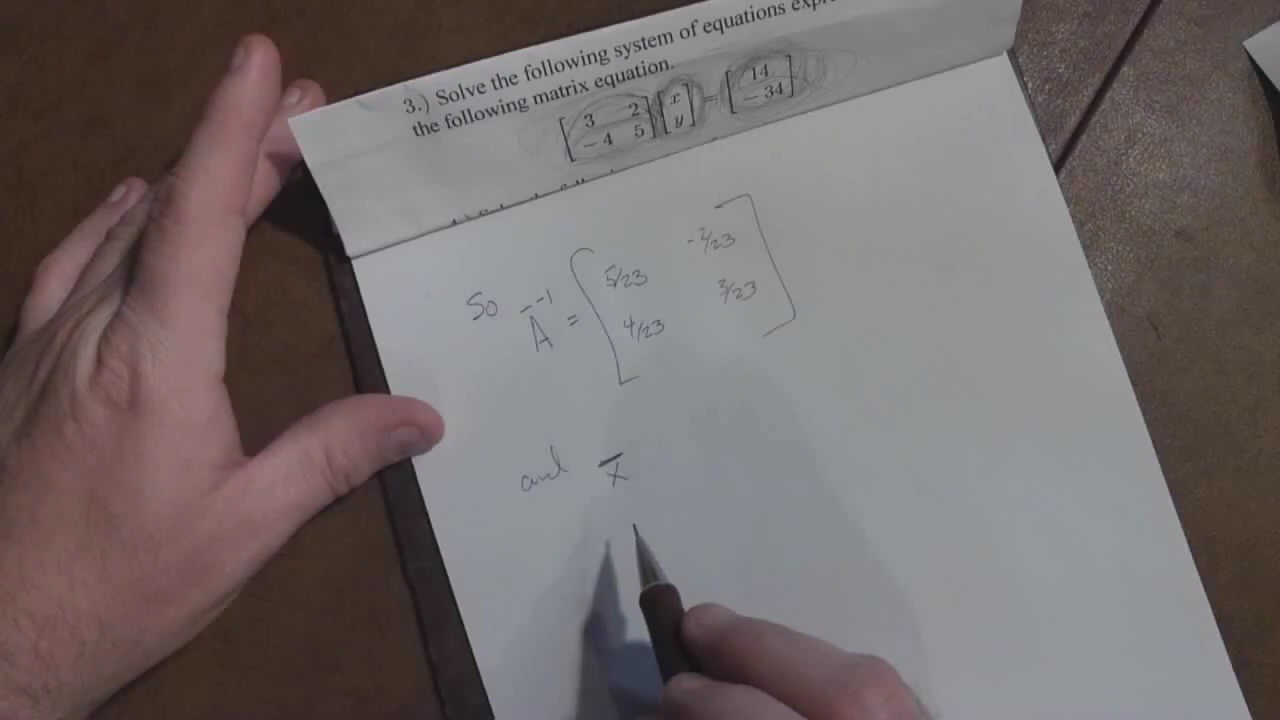 3.) Solve the following system of equations
the following matrix equation.
[ 3 2 ] [ x ] = [ 14 ]
[ -4 5 ] [ y ] [ -34 ]
So A⁻¹ = [ 5/23 -2/23 ]
[ 4/23 3/23 ]
and x̄